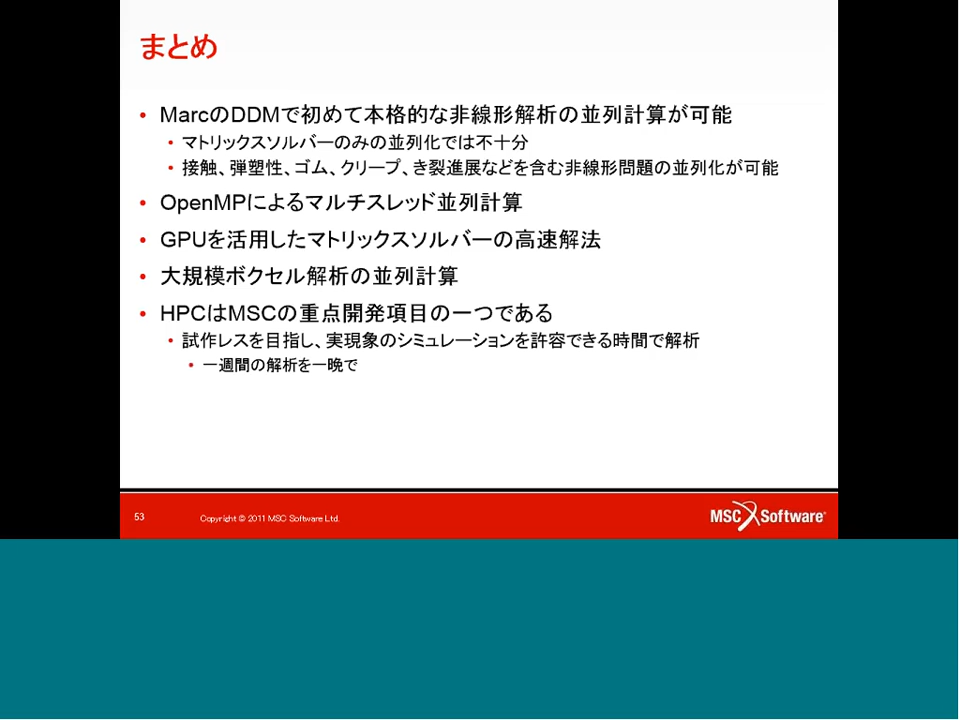 まとめ
• MarcのDDMで初めて本格的な非線形解析の並列計算が可能
• マトリックスソルバーのみの並列化では不十分
• 接触、弾塑性、ゴム、クリープ、き裂進展などを含む非線形問題の並列化が可能
• OpenMPによるマルチスレッド並列計算
• GPUを活用したマトリックスソルバーの高速解法
• 大規模ボクセル解析の並列計算
• HPCはMSCの重点開発項目の一つである
• 試作レスを目指し、実現象のシミュレーションを許容できる時間で解析
• 一週間の解析を一晩で
53 Copyright © 2011 MSC Software Ltd. MSC Software